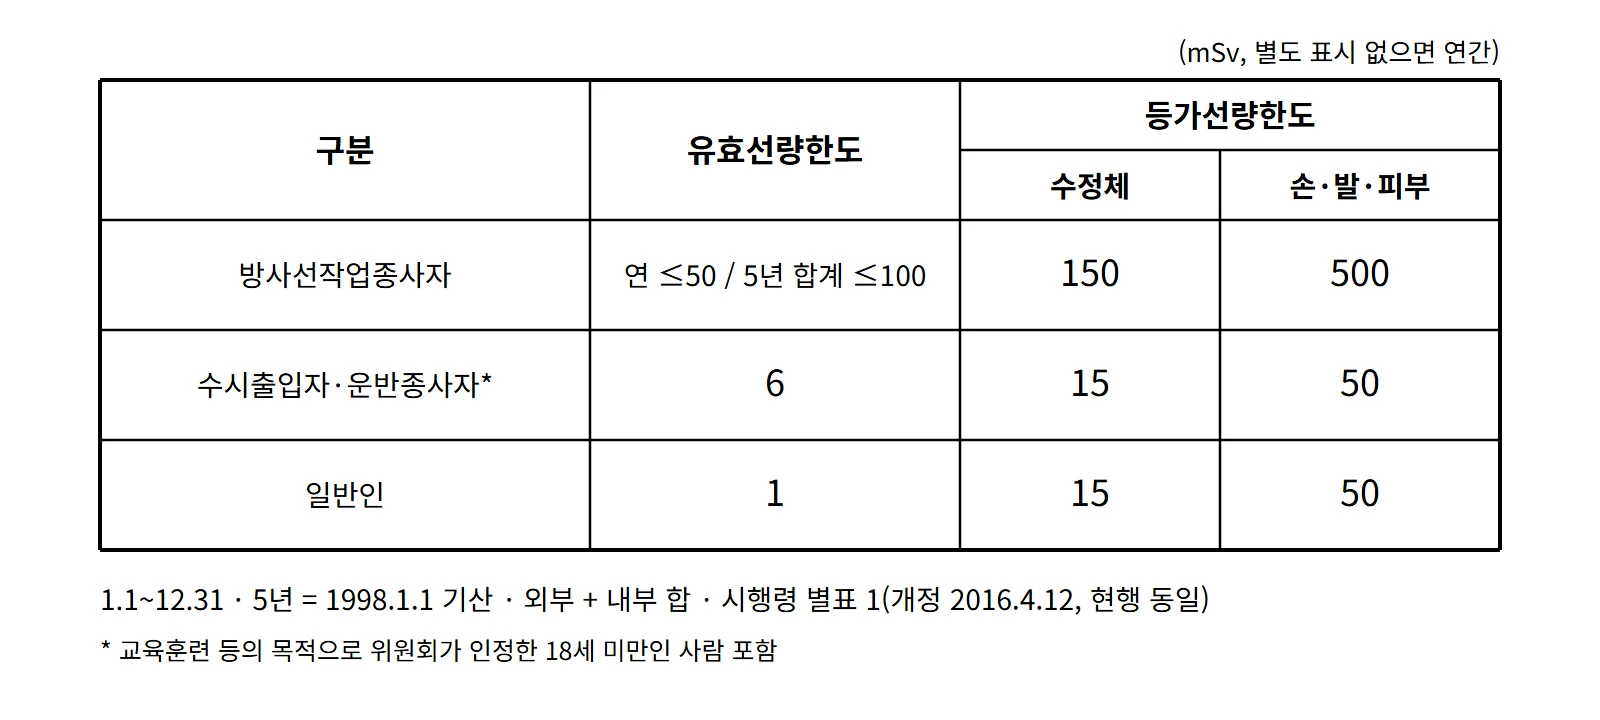 (mSv, 별도 표시 없으면 연간)
구분 유효선량한도 등가선량한도
수정체 손·발·피부
방사선작업종사자 연 ≤50 / 5년 합계 ≤100 150 500
수시출입자·운반종사자* 6 15 50
일반인 1 15 50
1.1~12.31 · 5년 = 1998.1.1 기산 · 외부 + 내부 합 · 시행령 별표 1(개정 2016.4.12, 현행 동일)
* 교육훈련 등의 목적으로 위원회가 인정한 18세 미만인 사람 포함